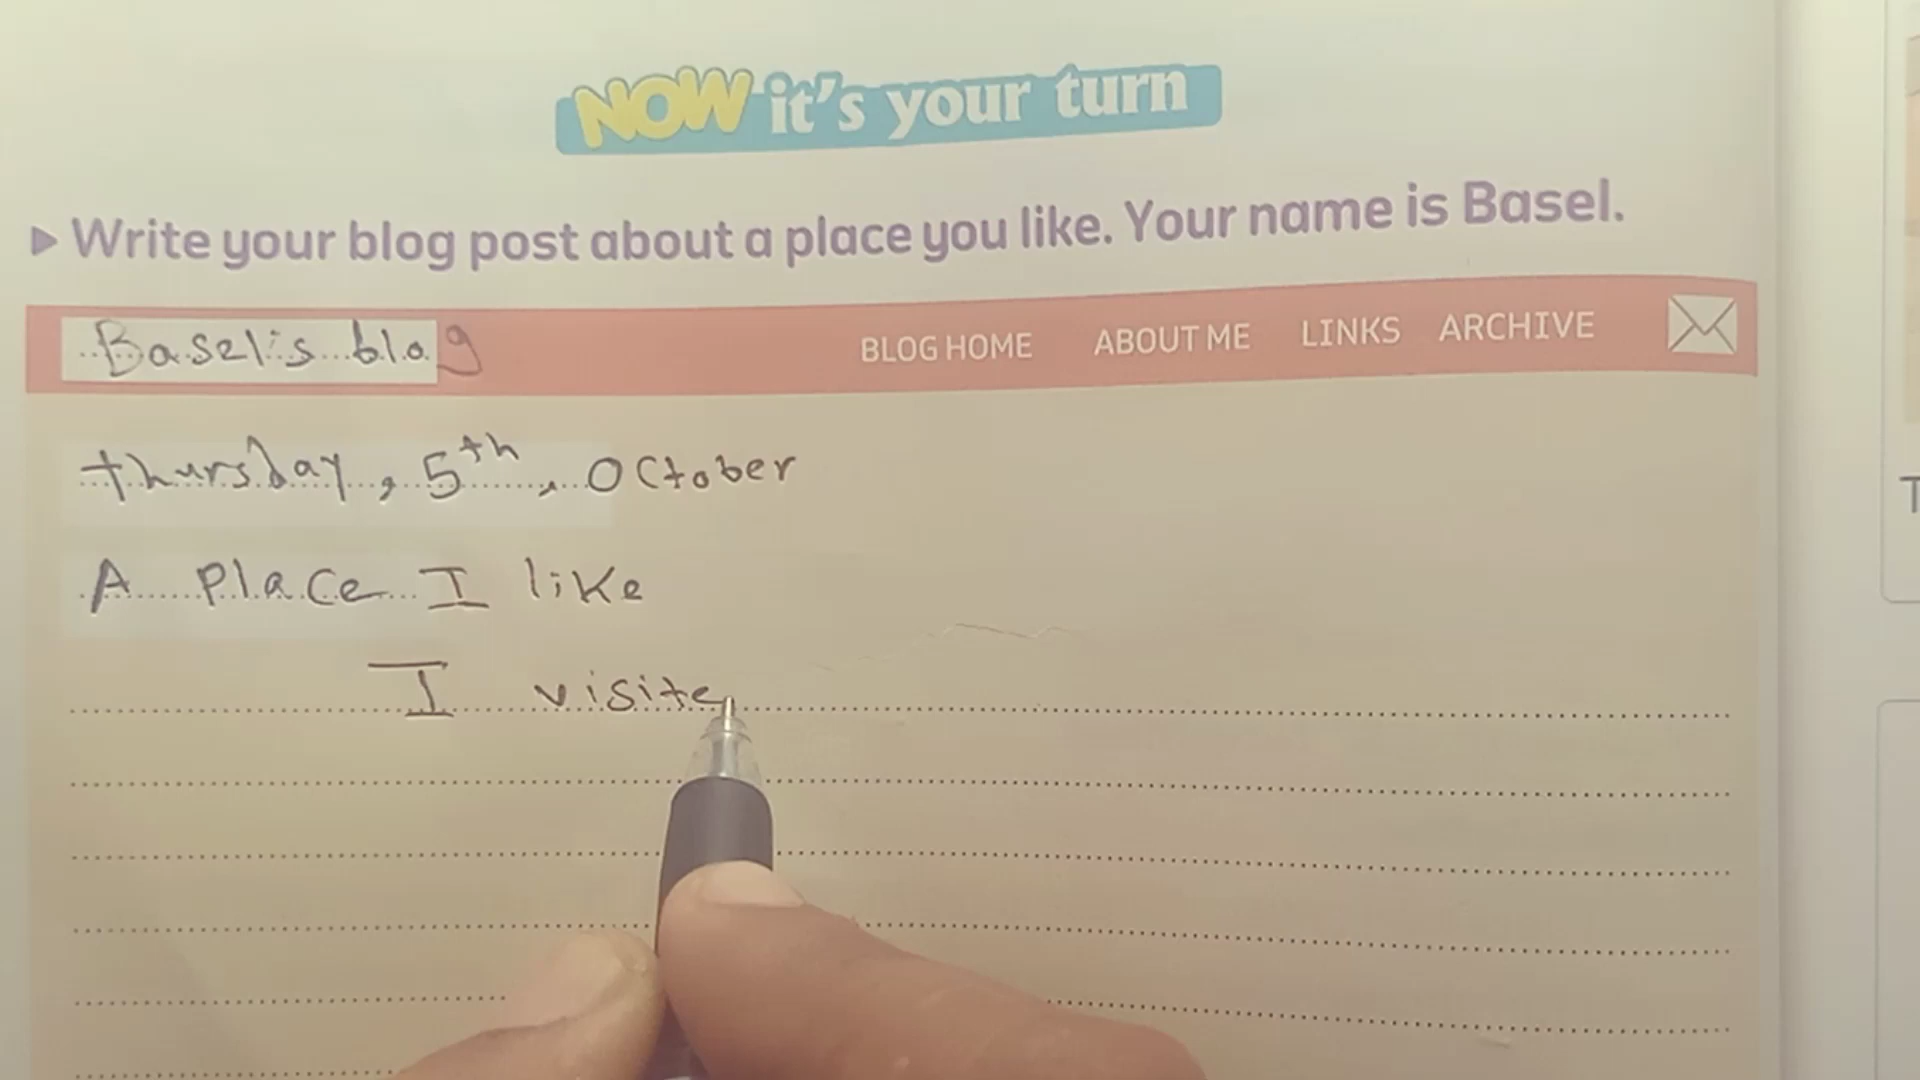 NOW it's your turn
Write your blog post about a place you like. Your name is Basel.
Basel's blog BLOG HOME ABOUT ME LINKS ARCHIVE
thursday, 5th, October
A place I like
I visite
T